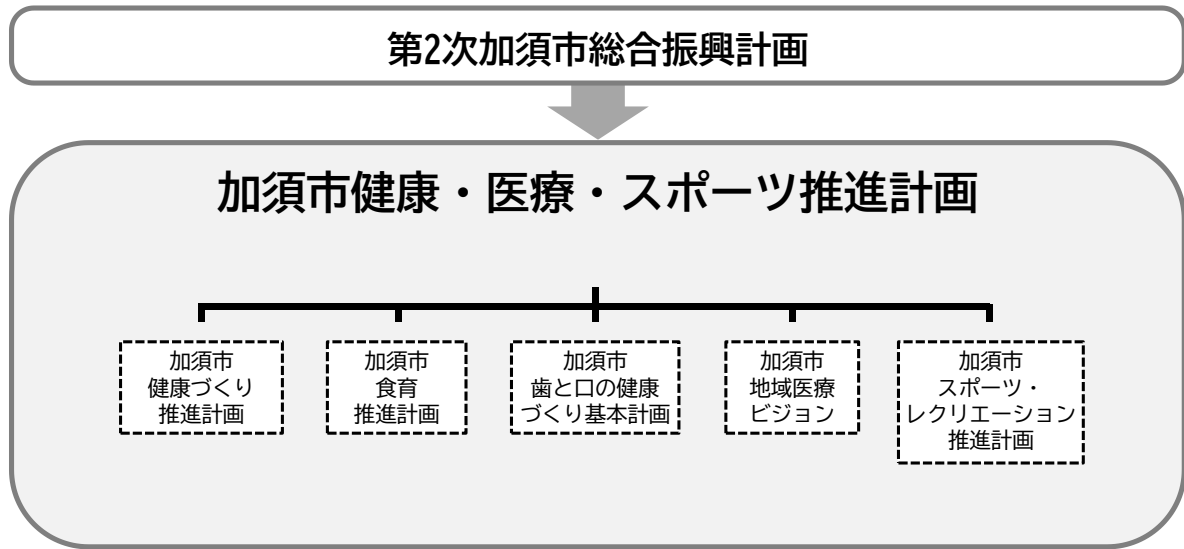 第2次加須市総合振興計画
加須市健康・医療・スポーツ推進計画
加須市
健康づくり
推進計画
加須市
食育
推進計画
加須市
歯と口の健康
づくり基本計画
加須市
地域医療
ビジョン
加須市
スポーツ・
レクリエーション
推進計画